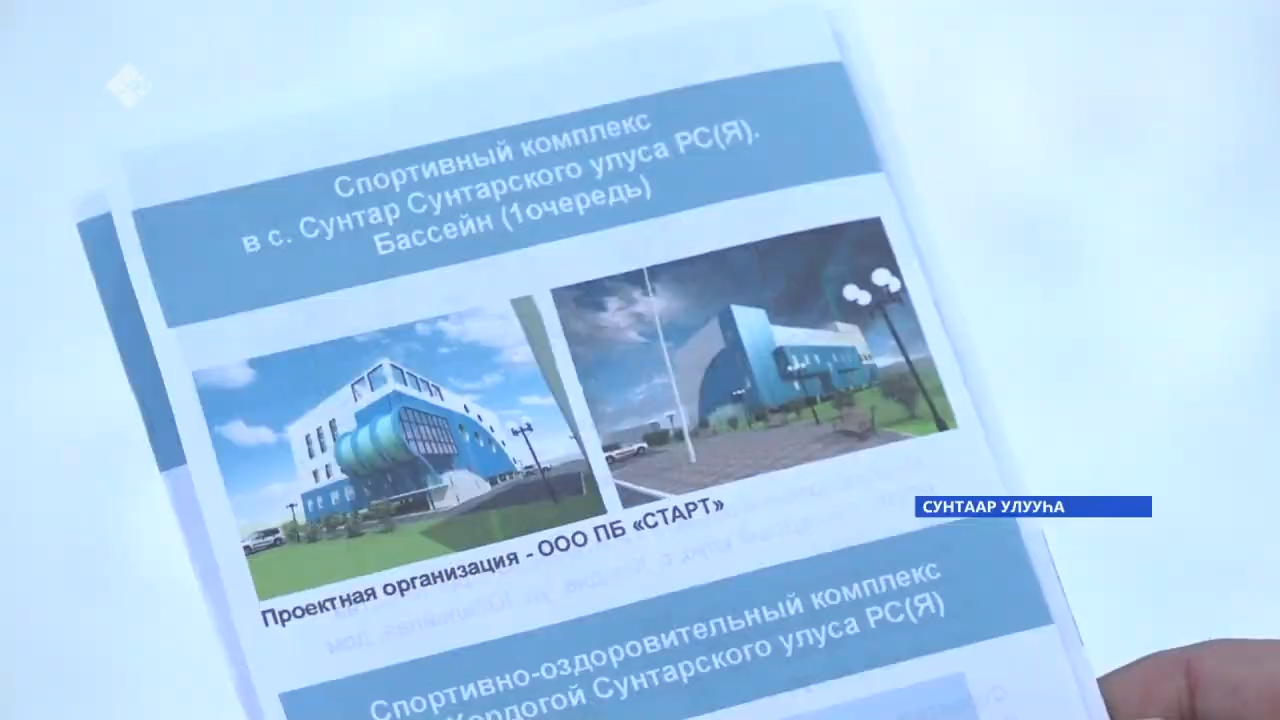 Спортивный комплекс
в с. Сунтар Сунтарского улуса РС(Я).
Бассейн (1очередь)
Проектная организация - ООО ПБ «СТАРТ»
СУНТААР УЛУУҺА
Спортивно-оздоровительный комплекс
Хордогой Сунтарского улуса РС(Я)